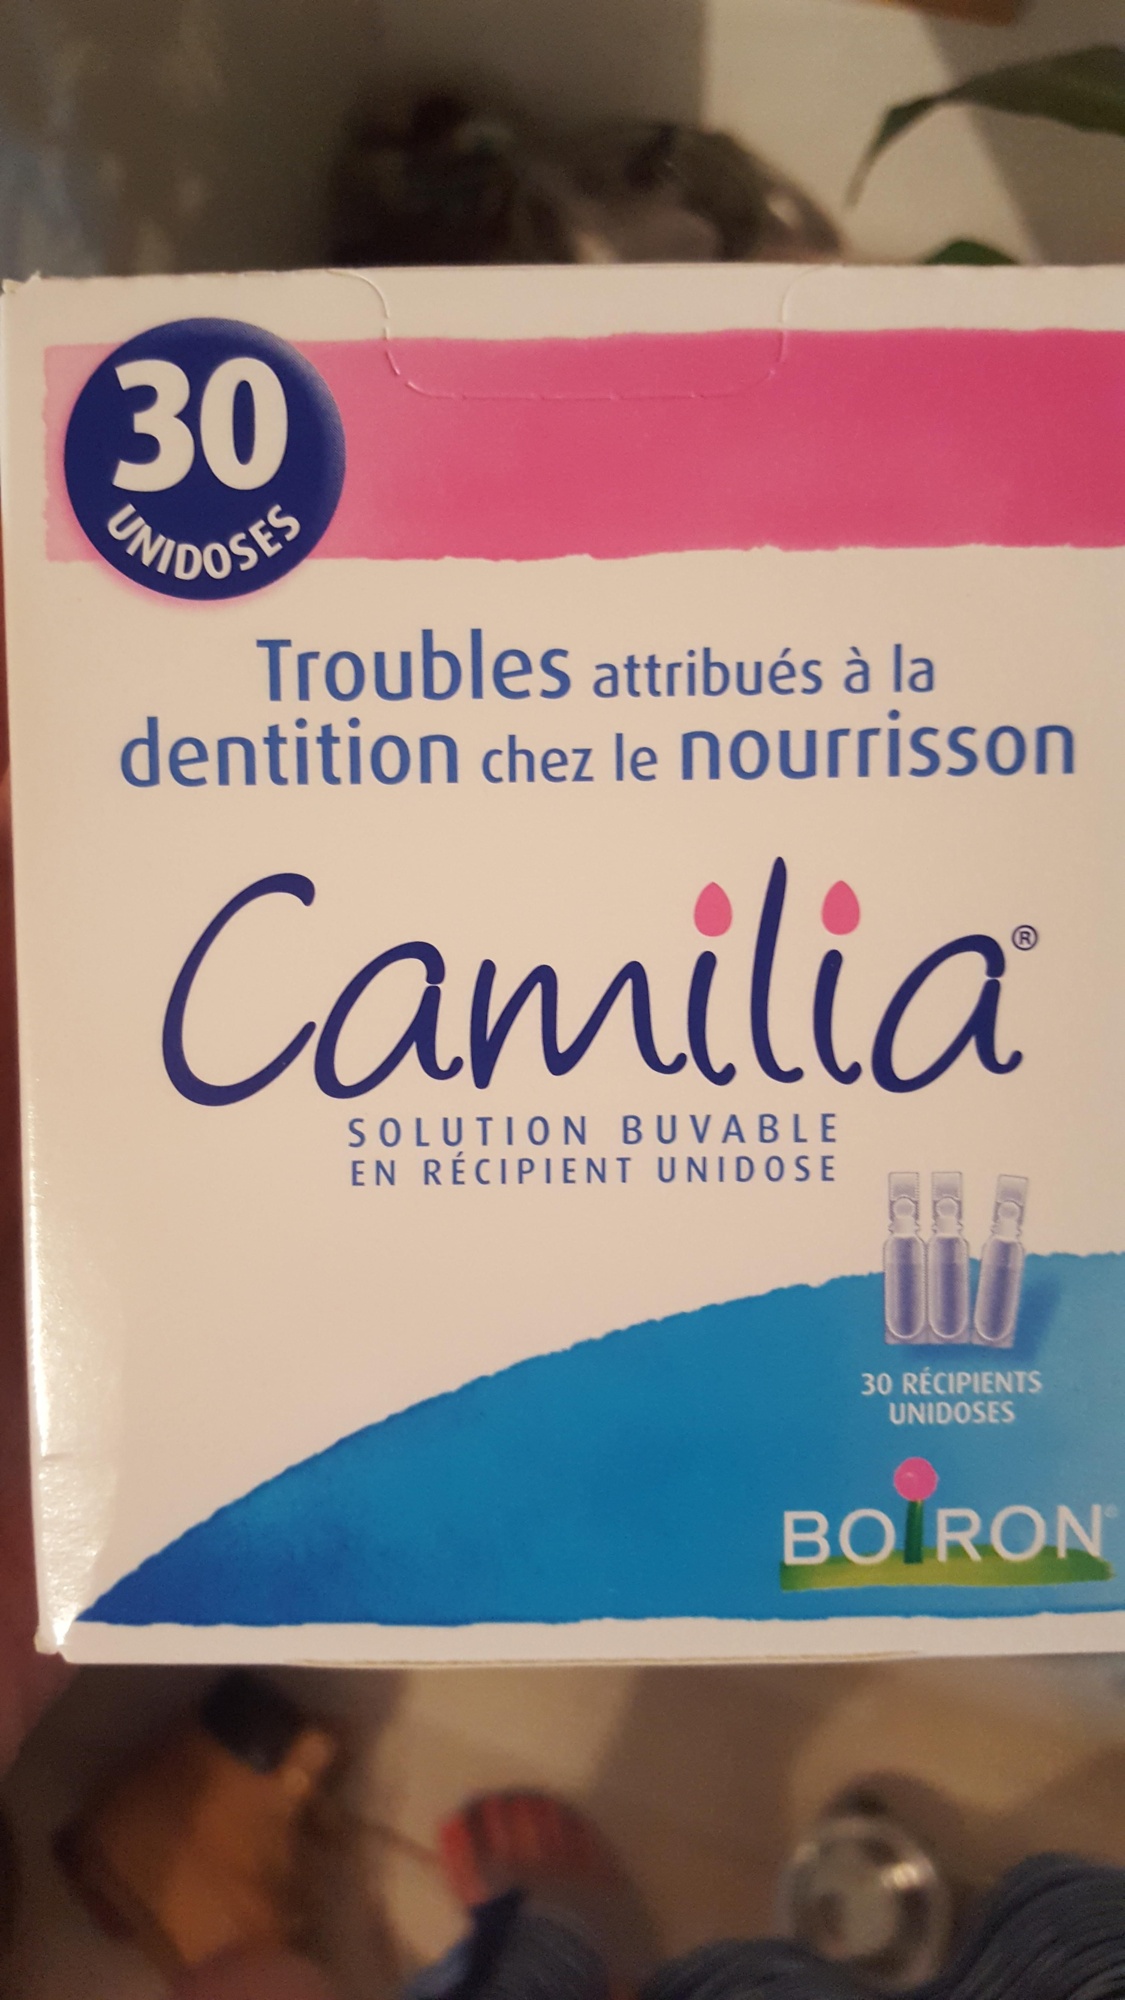 30
UNIDOSES
Troubles attribués à la
dentition chez le nourrisson
Camilia®
SOLUTION BUVABLE
EN RÉCIPIENT UNIDOSE
30 RÉCIPIENTS
UNIDOSES
BOIRON®